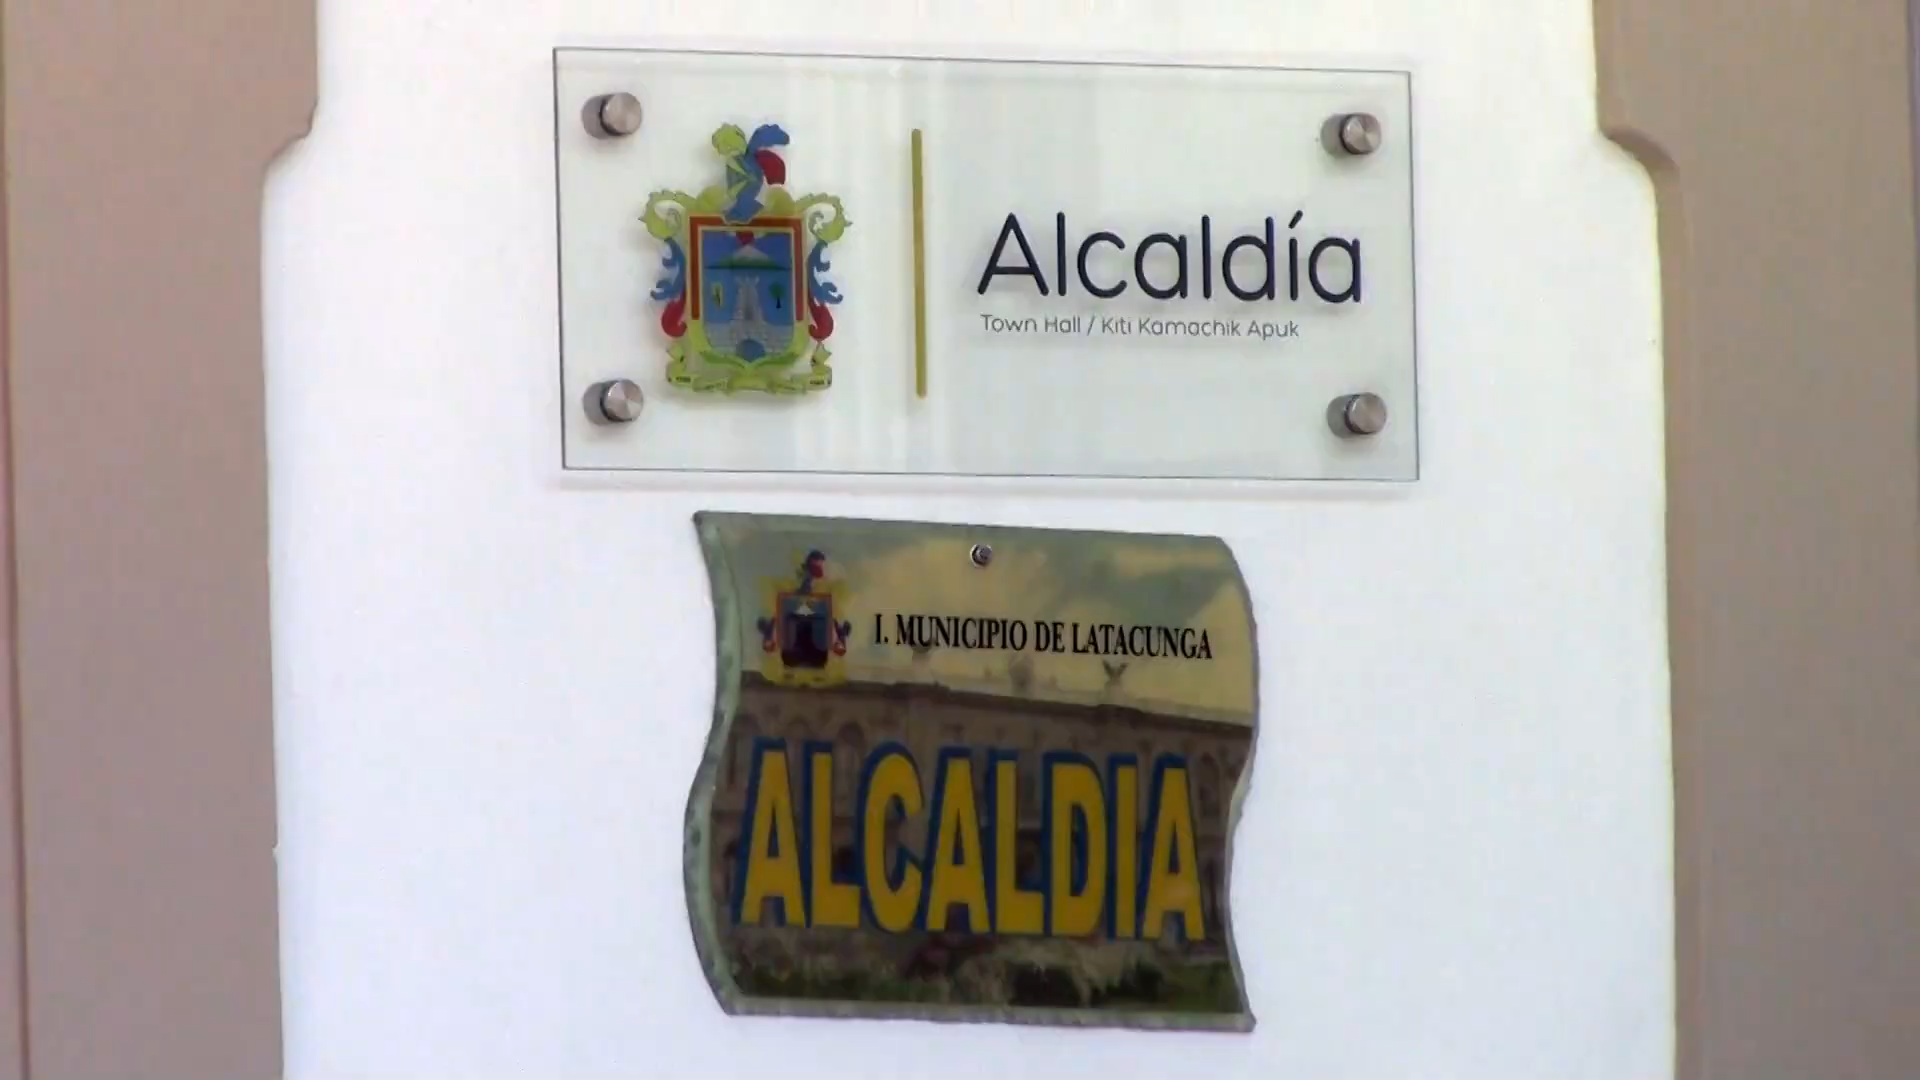 Alcaldía
Town Hall / Kiti Kamachik Apuk
I. MUNICIPIO DE LATACUNGA
ALCALDIA